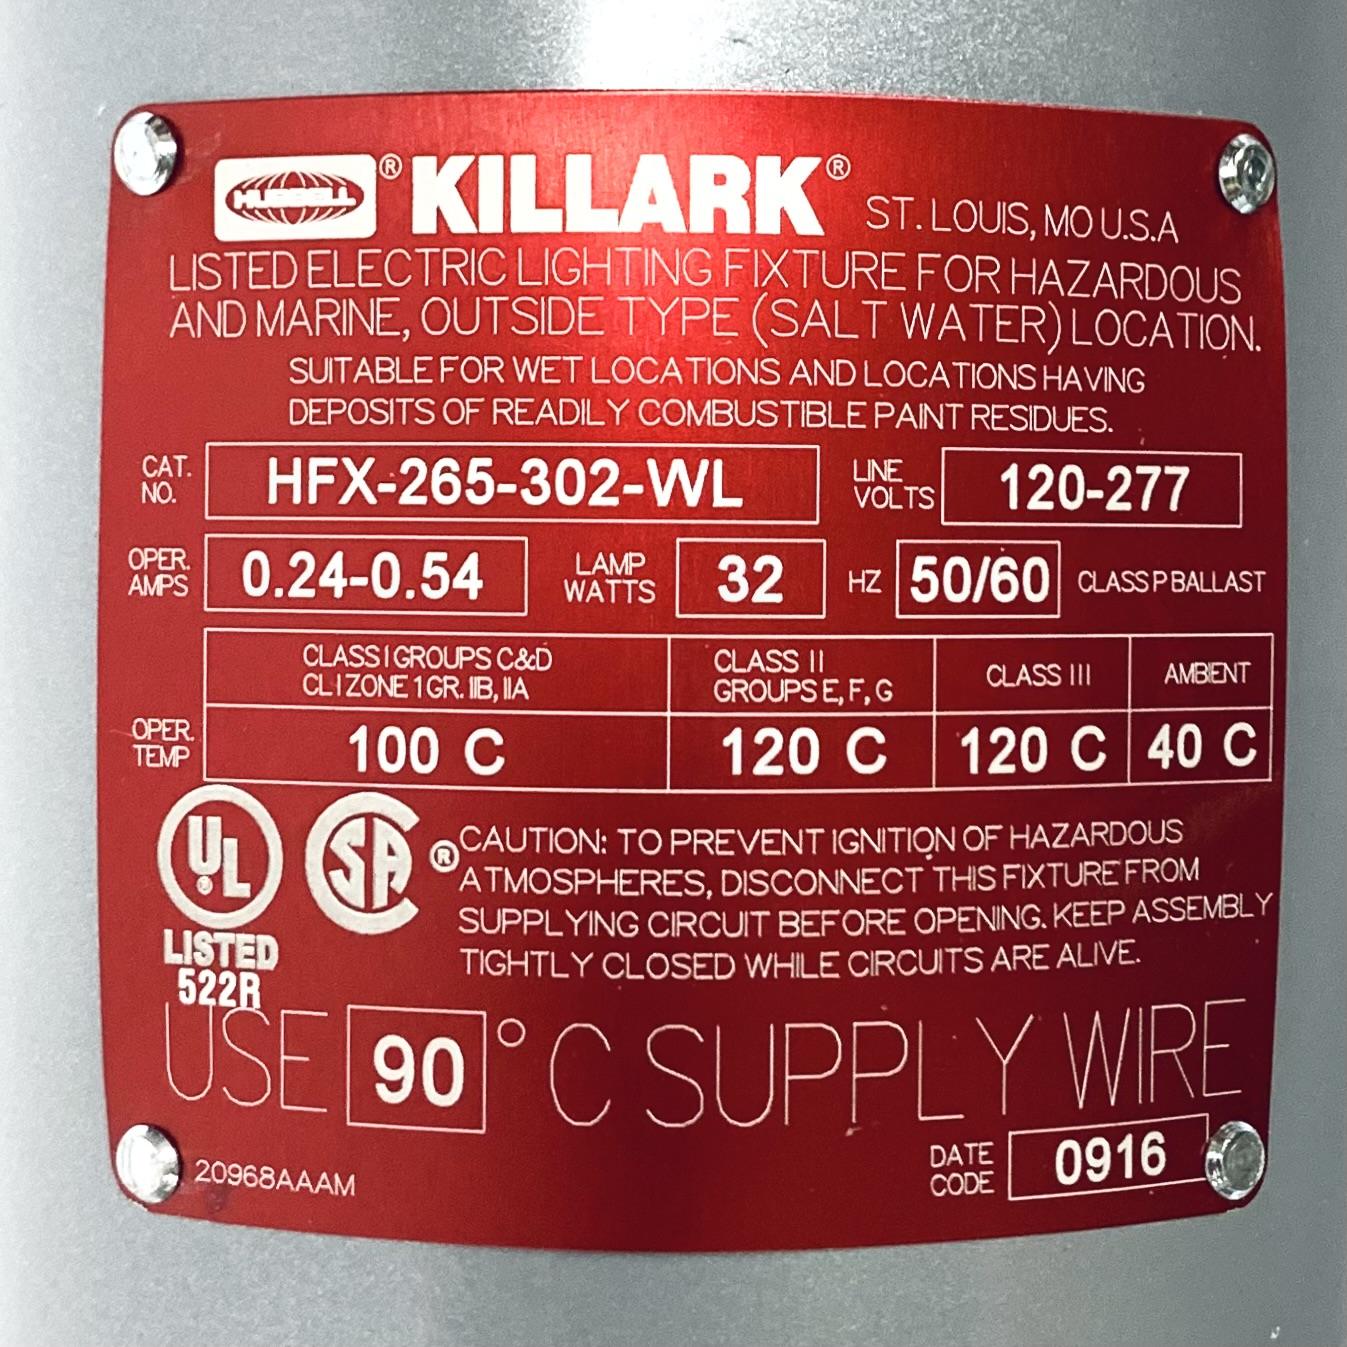 HUBBELL ® KILLARK ® ST. LOUIS, MO U.S.A
LISTED ELECTRIC LIGHTING FIXTURE FOR HAZARDOUS
AND MARINE, OUTSIDE TYPE (SALT WATER) LOCATION.
SUITABLE FOR WET LOCATIONS AND LOCATIONS HAVING
DEPOSITS OF READILY COMBUSTIBLE PAINT RESIDUES.
CAT. NO. HFX-265-302-WL LINE VOLTS 120-277
OPER. AMPS 0.24-0.54 LAMP WATTS 32 HZ 50/60 CLASS P BALLAST
CLASS I GROUPS C&D
CL I ZONE 1 GR. IIB, IIA
CLASS II
GROUPS E, F, G
CLASS III
AMBIENT
OPER. TEMP 100 C 120 C 120 C 40 C
UL ®
LISTED
522R
SA ®
CAUTION: TO PREVENT IGNITION OF HAZARDOUS
ATMOSPHERES, DISCONNECT THIS FIXTURE FROM
SUPPLYING CIRCUIT BEFORE OPENING. KEEP ASSEMBLY
TIGHTLY CLOSED WHILE CIRCUITS ARE ALIVE.
USE 90 °C SUPPLY WIRE
20968AAAM
DATE CODE 0916